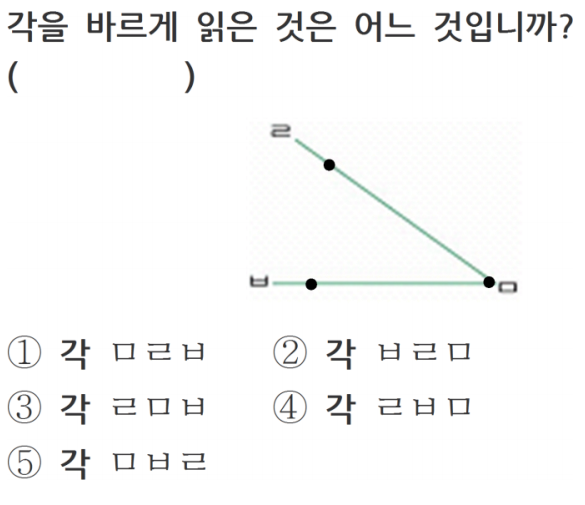 각을 바르게 읽은 것은 어느 것입니까?
( )
ㄹ
ㅂ ㅁ
① 각 ㅁㄹㅂ ② 각 ㅂㄹㅁ
③ 각 ㄹㅁㅂ ④ 각 ㄹㅂㅁ
⑤ 각 ㅁㅂㄹ